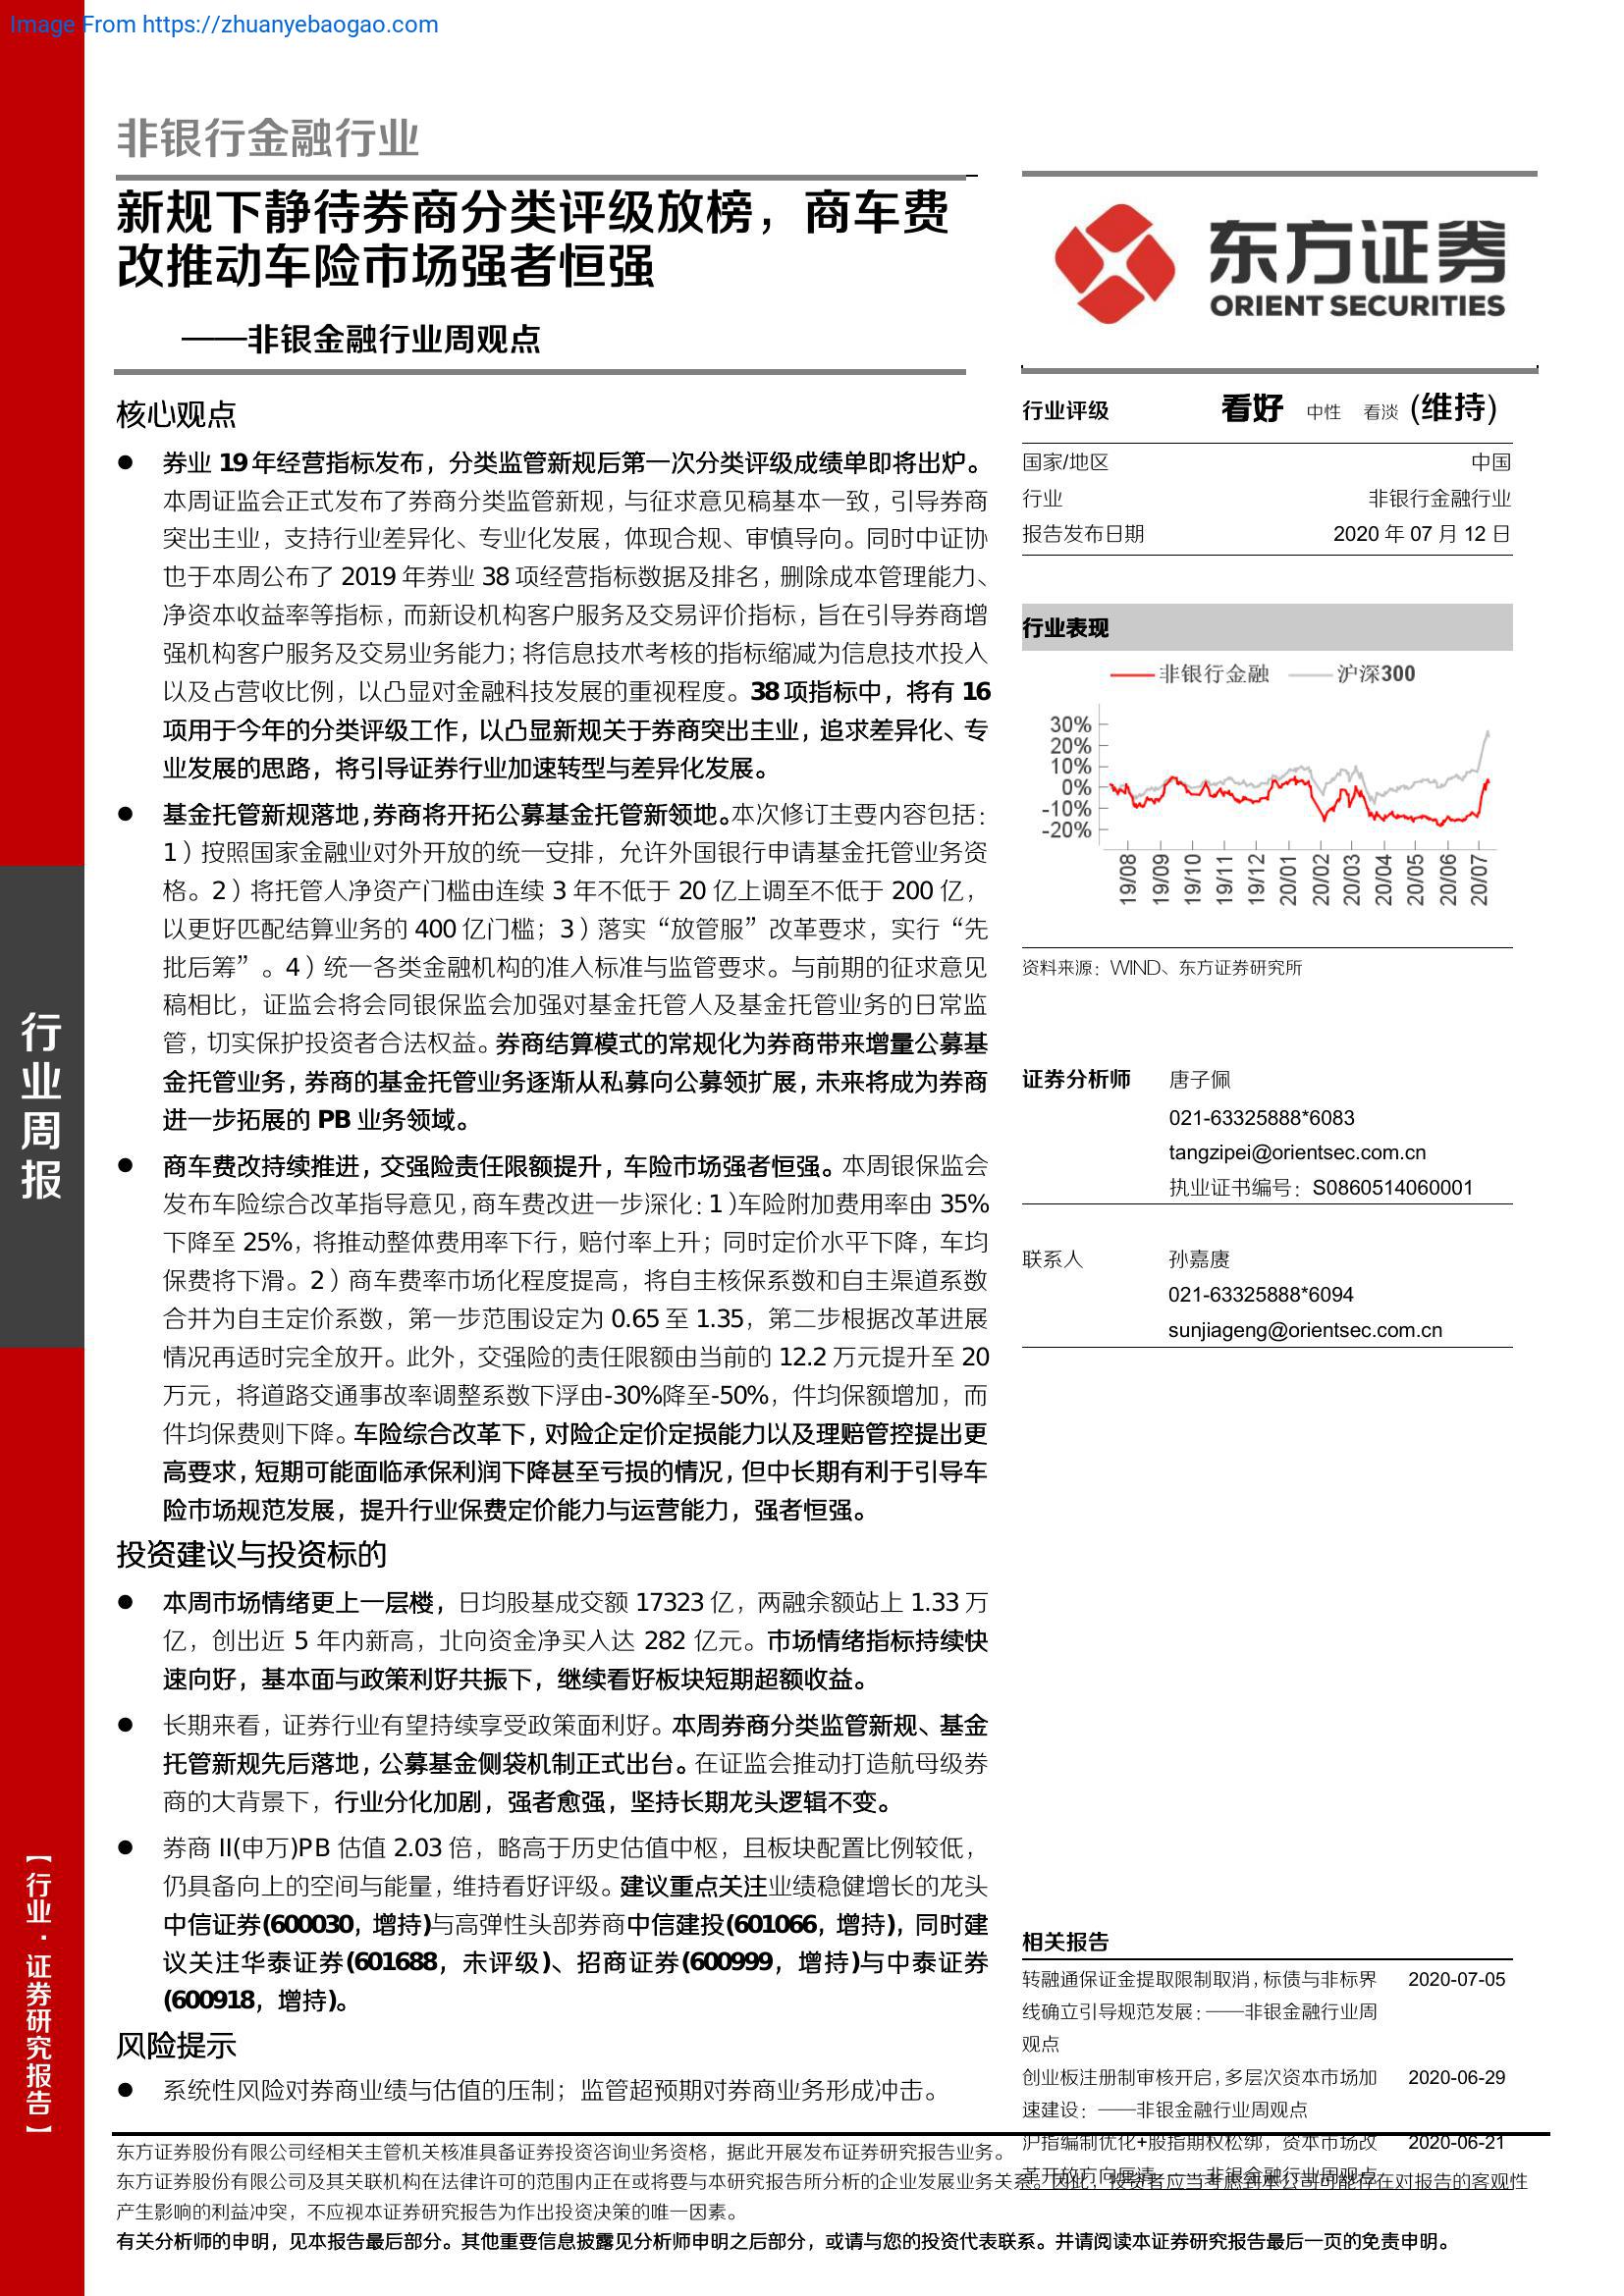 Image From https://zhuanyebaogao.com
非银行金融行业
新规下静待券商分类评级放榜，商车费
改推动车险市场强者恒强
——非银金融行业周观点
核心观点
● 券业 19 年经营指标发布，分类监管新规后第一次分类评级成绩单即将出炉。
本周证监会正式发布了券商分类监管新规，与征求意见稿基本一致，引导券商
突出主业，支持行业差异化、专业化发展，体现合规、审慎导向。同时中证协
也于本周公布了 2019 年券业 38 项经营指标数据及排名，删除成本管理能力、
净资本收益率等指标，而新设机构客户服务及交易评价指标，旨在引导券商增
强机构客户服务及交易业务能力；将信息技术考核的指标缩减为信息技术投入
以及占营收比例，以凸显对金融科技发展的重视程度。38 项指标中，将有 16
项用于今年的分类评级工作，以凸显新规关于券商突出主业，追求差异化、专
业发展的思路，将引导证券行业加速转型与差异化发展。
● 基金托管新规落地，券商将开拓公募基金托管新领地。本次修订主要内容包括：
1）按照国家金融业对外开放的统一安排，允许外国银行申请基金托管业务资
格。2）将托管人净资产门槛由连续 3 年不低于 20 亿上调至不低于 200 亿，
以更好匹配结算业务的 400 亿门槛；3）落实“放管服”改革要求，实行“先
批后筹”。4）统一各类金融机构的准入标准与监管要求。与前期的征求意见
稿相比，证监会将会同银保监会加强对基金托管人及基金托管业务的日常监
管，切实保护投资者合法权益。券商结算模式的常规化为券商带来增量公募基
金托管业务，券商的基金托管业务逐渐从私募向公募领扩展，未来将成为券商
进一步拓展的 PB 业务领域。
● 商车费改持续推进，交强险责任限额提升，车险市场强者恒强。本周银保监会
发布车险综合改革指导意见，商车费改进一步深化：1）车险附加费用率由 35%
下降至 25%，将推动整体费用率下行，赔付率上升；同时定价水平下降，车均
保费将下滑。2）商车费率市场化程度提高，将自主核保系数和自主渠道系数
合并为自主定价系数，第一步范围设定为 0.65 至 1.35，第二步根据改革进展
情况再适时完全放开。此外，交强险的责任限额由当前的 12.2 万元提升至 20
万元，将道路交通事故率调整系数下浮由-30%降至-50%，件均保额增加，而
件均保费则下降。车险综合改革下，对险企定价定损能力以及理赔管控提出更
高要求，短期可能面临承保利润下降甚至亏损的情况，但中长期有利于引导车
险市场规范发展，提升行业保费定价能力与运营能力，强者恒强。
投资建议与投资标的
● 本周市场情绪更上一层楼，日均股基成交额 17323 亿，两融余额站上 1.33 万
亿，创出近 5 年内新高，北向资金净买入达 282 亿元。市场情绪指标持续快
速向好，基本面与政策利好共振下，继续看好板块短期超额收益。
● 长期来看，证券行业有望持续享受政策面利好。本周券商分类监管新规、基金
托管新规先后落地，公募基金侧袋机制正式出台。在证监会推动打造航母级券
商的大背景下，行业分化加剧，强者愈强，坚持长期龙头逻辑不变。
● 券商 II(申万)PB 估值 2.03 倍，略高于历史估值中枢，且板块配置比例较低，
仍具备向上的空间与能量，维持看好评级。建议重点关注业绩稳健增长的龙头
中信证券(600030，增持)与高弹性头部券商中信建投(601066，增持)，同时建
议关注华泰证券(601688，未评级)、招商证券(600999，增持)与中泰证券
(600918，增持)。
风险提示
● 系统性风险对券商业绩与估值的压制；监管超预期对券商业务形成冲击。
东方证券
ORIENT SECURITIES
行业评级 看好 中性 看淡 (维持)
国家/地区 中国
行业 非银行金融行业
报告发布日期 2020 年 07 月 12 日
行业表现
非银行金融 沪深300
30%
20%
10%
0%
-10%
-20%
19/08 19/09 19/10 19/11 19/12 20/01 20/02 20/03 20/04 20/05 20/06 20/07
资料来源：WIND、东方证券研究所
证券分析师 唐子佩
021-63325888*6083
tangzipei@orientsec.com.cn
执业证书编号：S0860514060001
联系人 孙嘉赓
021-63325888*6094
sunjiageng@orientsec.com.cn
相关报告
转融通保证金提取限制取消，标债与非标界 2020-07-05
线确立引导规范发展：——非银金融行业周
观点
创业板注册制审核开启，多层次资本市场加 2020-06-29
速建设：——非银金融行业周观点
沪指编制优化+股指期权松绑，资本市场改 2020-06-21
革开放方向厚清：——非银金融行业周观点
行业周报
【行业·证券研究报告】
东方证券股份有限公司经相关主管机关核准具备证券投资咨询业务资格，据此开展发布证券研究报告业务。
东方证券股份有限公司及其关联机构在法律许可的范围内正在或将要与本研究报告所分析的企业发展业务关系。因此，投资者应当考虑到本公司可能存在对报告的客观性
产生影响的利益冲突，不应视本证券研究报告为作出投资决策的唯一因素。
有关分析师的申明，见本报告最后部分。其他重要信息披露见分析师申明之后部分，或请与您的投资代表联系。并请阅读本证券研究报告最后一页的免责申明。